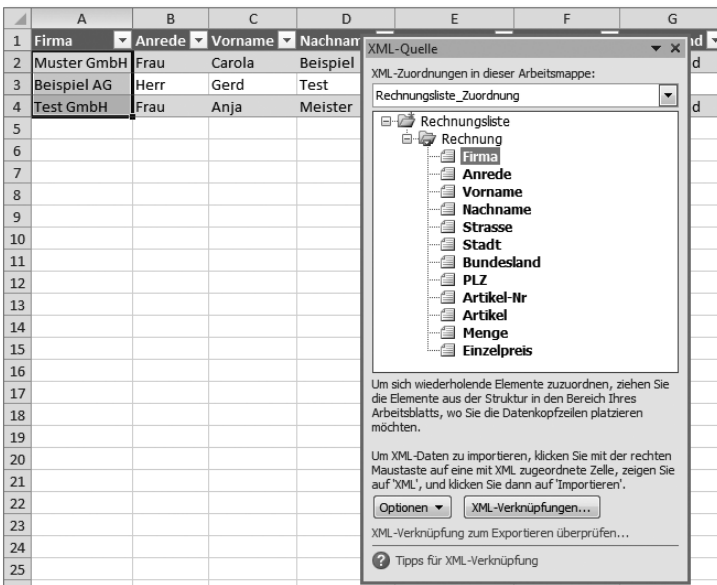 A B C D E F G
1 Firma Anrede Vorname Nachnam nd
2 Muster GmbH Frau Carola Beispiel d
3 Beispiel AG Herr Gerd Test
4 Test GmbH Frau Anja Meister d
5
6
7
8
9
10
11
12
13
14
15
16
17
18
19
20
21
22
23
24
25
XML-Quelle
XML-Zuordnungen in dieser Arbeitsmappe:
Rechnungsliste_Zuordnung
Rechnungsliste
Rechnung
Firma
Anrede
Vorname
Nachname
Strasse
Stadt
Bundesland
PLZ
Artikel-Nr
Artikel
Menge
Einzelpreis
Um sich wiederholende Elemente zuzuordnen, ziehen Sie
die Elemente aus der Struktur in den Bereich Ihres
Arbeitsblatts, wo Sie die Datenkopfzeilen platzieren
möchten.
Um XML-Daten zu importieren, klicken Sie mit der rechten
Maustaste auf eine mit XML zugeordnete Zelle, zeigen Sie
auf 'XML', und klicken Sie dann auf 'Importieren'.
Optionen XML-Verknüpfungen...
XML-Verknüpfung zum Exportieren überprüfen...
Tipps für XML-Verknüpfung